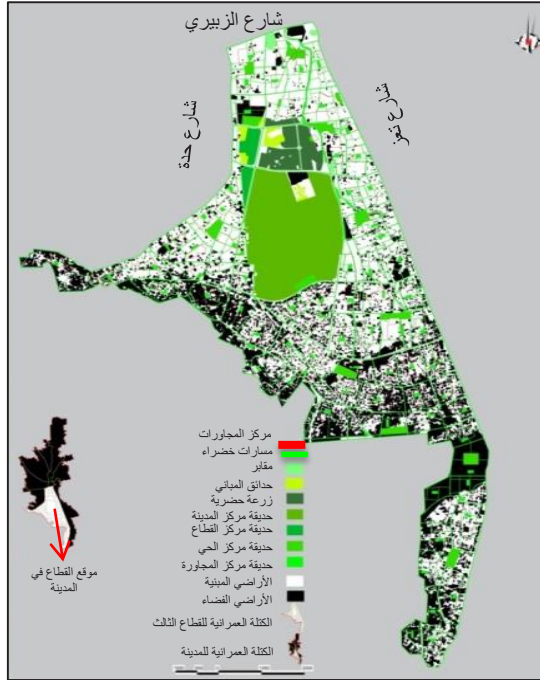 شارع الزبيري
شارع حدة
شارع تعز
مركز المجاورات
مسارات خضراء
مقابر
حدائق المباني
زرعة حضرية
حديقة مركز المدينة
حديقة مركز القطاع
حديقة مركز الحي
حديقة مركز المجاورة
الأراضي المبنية
الأراضي الفضاء
الكتلة العمرانية للقطاع الثالث
الكتلة العمرانية للمدينة
موقع القطاع في
المدينة